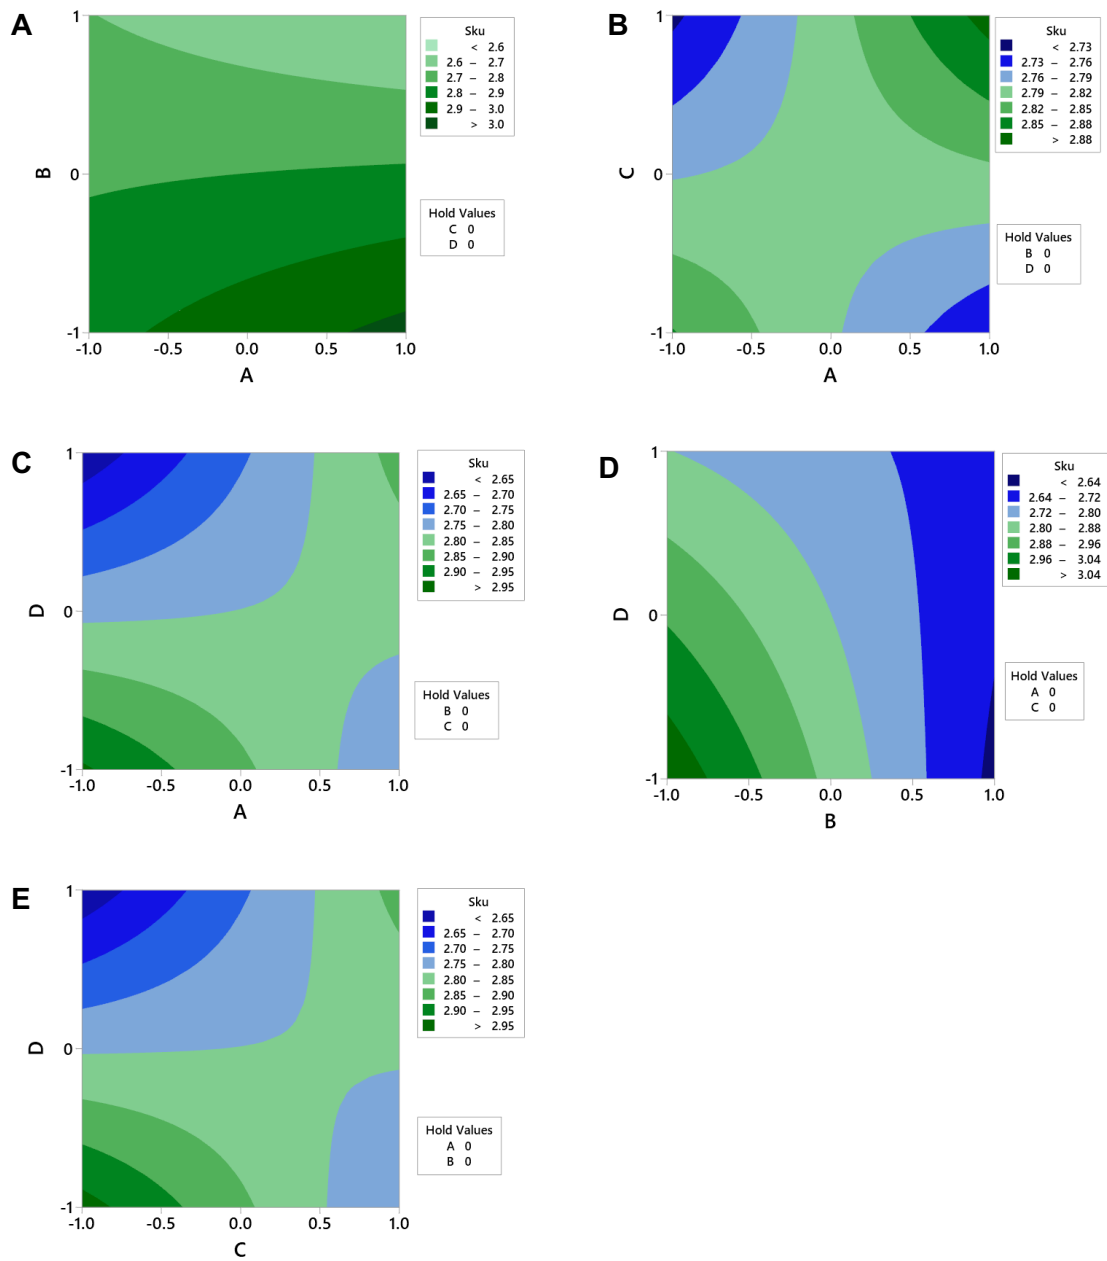 A
1
0
-1
B
-1.0 -0.5 0.0 0.5 1.0
A
Sku
< 2.6
2.6 – 2.7
2.7 – 2.8
2.8 – 2.9
2.9 – 3.0
> 3.0
Hold Values
C 0
D 0
B
1
0
-1
C
-1.0 -0.5 0.0 0.5 1.0
A
Sku
< 2.73
2.73 – 2.76
2.76 – 2.79
2.79 – 2.82
2.82 – 2.85
2.85 – 2.88
> 2.88
Hold Values
B 0
D 0
C
1
0
-1
D
-1.0 -0.5 0.0 0.5 1.0
A
Sku
< 2.65
2.65 – 2.70
2.70 – 2.75
2.75 – 2.80
2.80 – 2.85
2.85 – 2.90
2.90 – 2.95
> 2.95
Hold Values
B 0
C 0
D
1
0
-1
D
-1.0 -0.5 0.0 0.5 1.0
B
Sku
< 2.64
2.64 – 2.72
2.72 – 2.80
2.80 – 2.88
2.88 – 2.96
2.96 – 3.04
> 3.04
Hold Values
A 0
C 0
E
1
0
-1
D
-1.0 -0.5 0.0 0.5 1.0
C
Sku
< 2.65
2.65 – 2.70
2.70 – 2.75
2.75 – 2.80
2.80 – 2.85
2.85 – 2.90
2.90 – 2.95
> 2.95
Hold Values
A 0
B 0